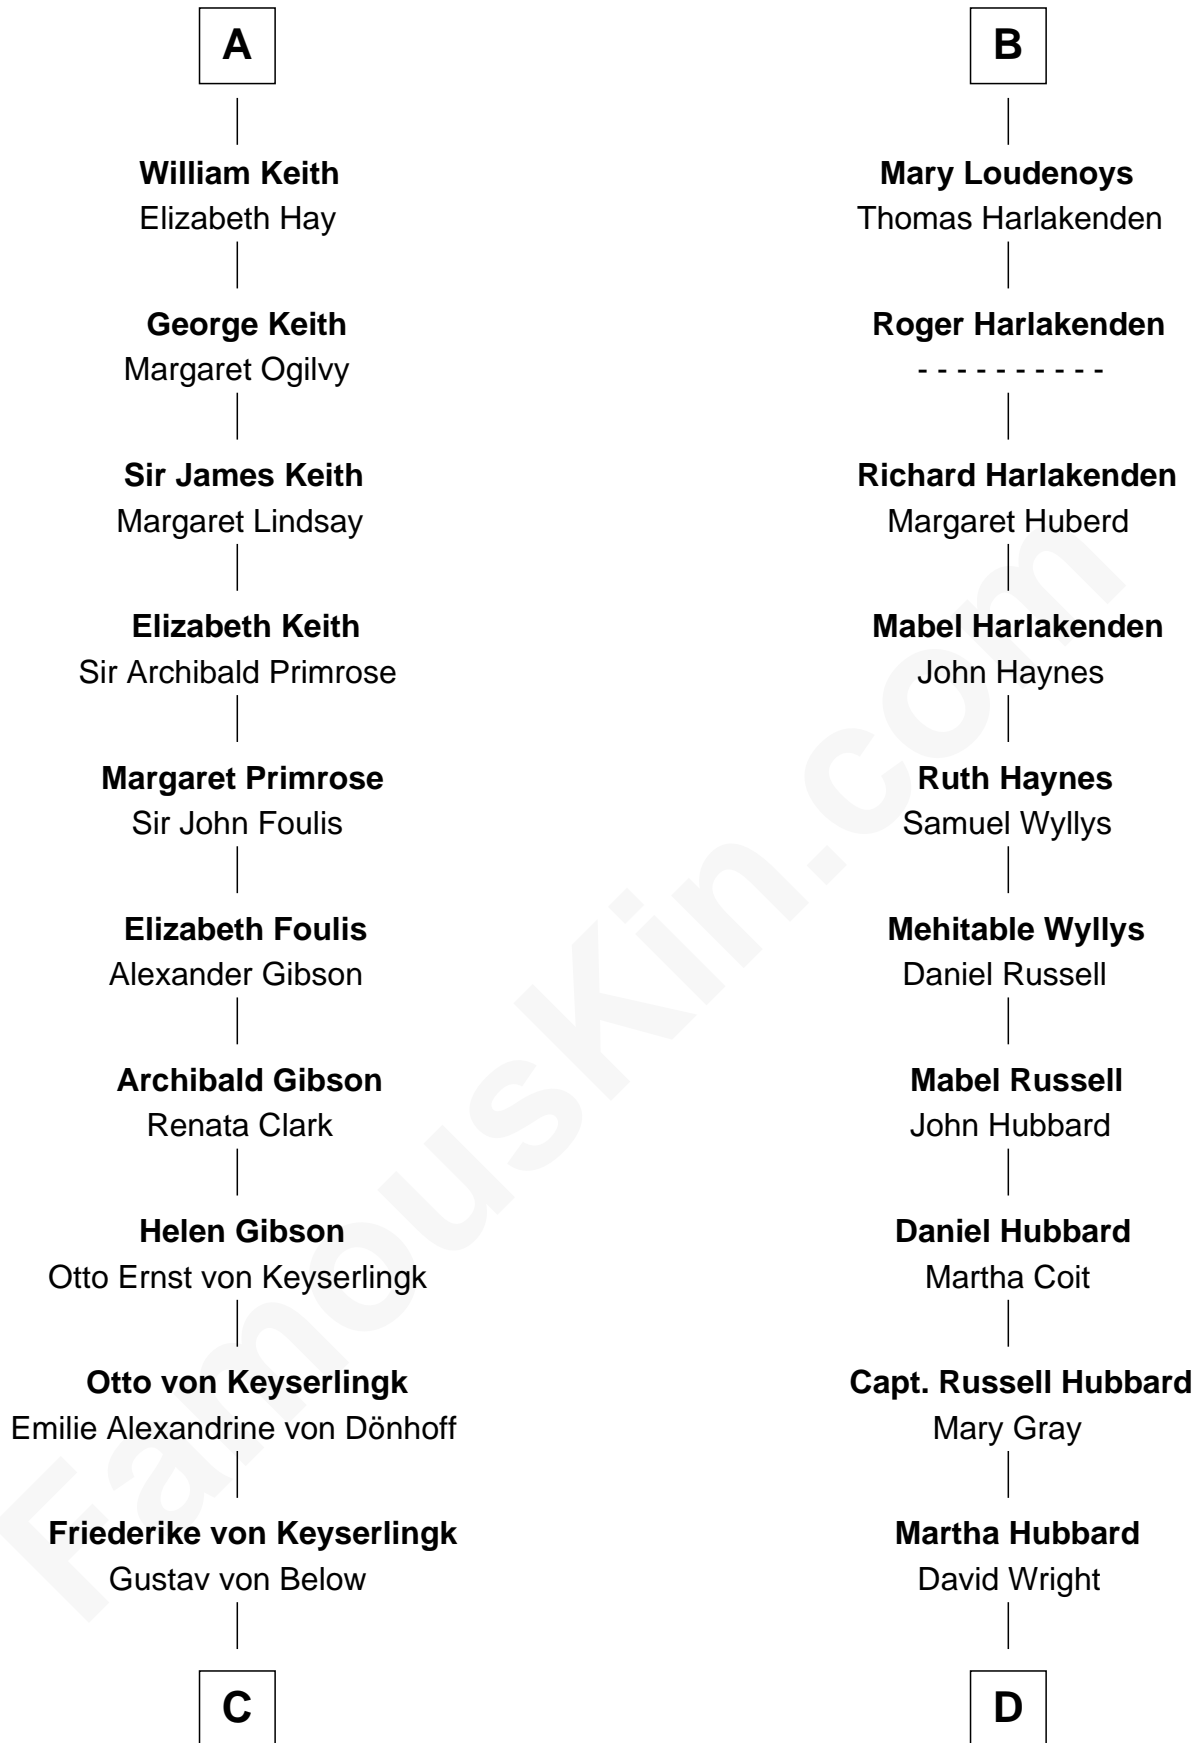 A
William Keith
Elizabeth Hay
George Keith
Margaret Ogilvy
Sir James Keith
Margaret Lindsay
Elizabeth Keith
Sir Archibald Primrose
Margaret Primrose
Sir John Foulis
Elizabeth Foulis
Alexander Gibson
Archibald Gibson
Renata Clark
Helen Gibson
Otto Ernst von Keyserlingk
Otto von Keyserlingk
Emilie Alexandrine von Dönhoff
Friederike von Keyserlingk
Gustav von Below
C
B
Mary Loudenoys
Thomas Harlakenden
Roger Harlakenden
- - - - - - - - - -
Richard Harlakenden
Margaret Huberd
Mabel Harlakenden
John Haynes
Ruth Haynes
Samuel Wyllys
Mehitable Wyllys
Daniel Russell
Mabel Russell
John Hubbard
Daniel Hubbard
Martha Coit
Capt. Russell Hubbard
Mary Gray
Martha Hubbard
David Wright
D
FamousKin.com